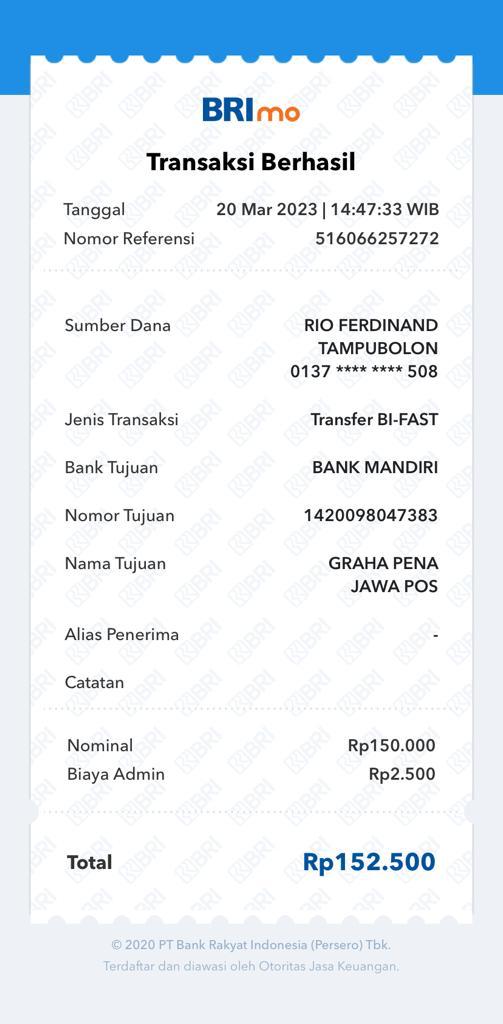 BRImo
Transaksi Berhasil
Tanggal 20 Mar 2023 | 14:47:33 WIB
Nomor Referensi 516066257272
Sumber Dana RIO FERDINAND
TAMPUBOLON
0137 **** **** 508
Jenis Transaksi Transfer BI-FAST
Bank Tujuan BANK MANDIRI
Nomor Tujuan 1420098047383
Nama Tujuan GRAHA PENA
JAWA POS
Alias Penerima -
Catatan
Nominal Rp150.000
Biaya Admin Rp2.500
Total Rp152.500
© 2020 PT Bank Rakyat Indonesia (Persero) Tbk.
Terdaftar dan diawasi oleh Otoritas Jasa Keuangan.